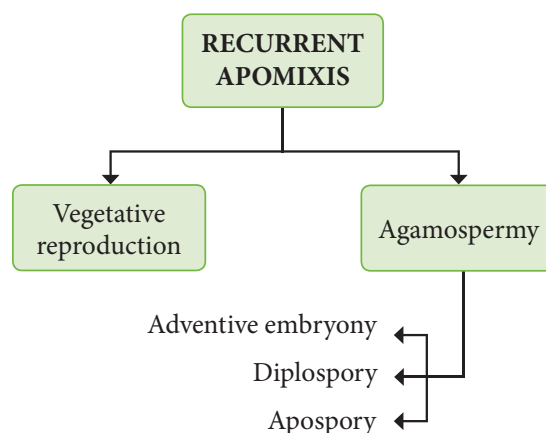 RECURRENT
APOMIXIS
Vegetative
reproduction
Agamospermy
Adventive embryony
Diplospory
Apospory